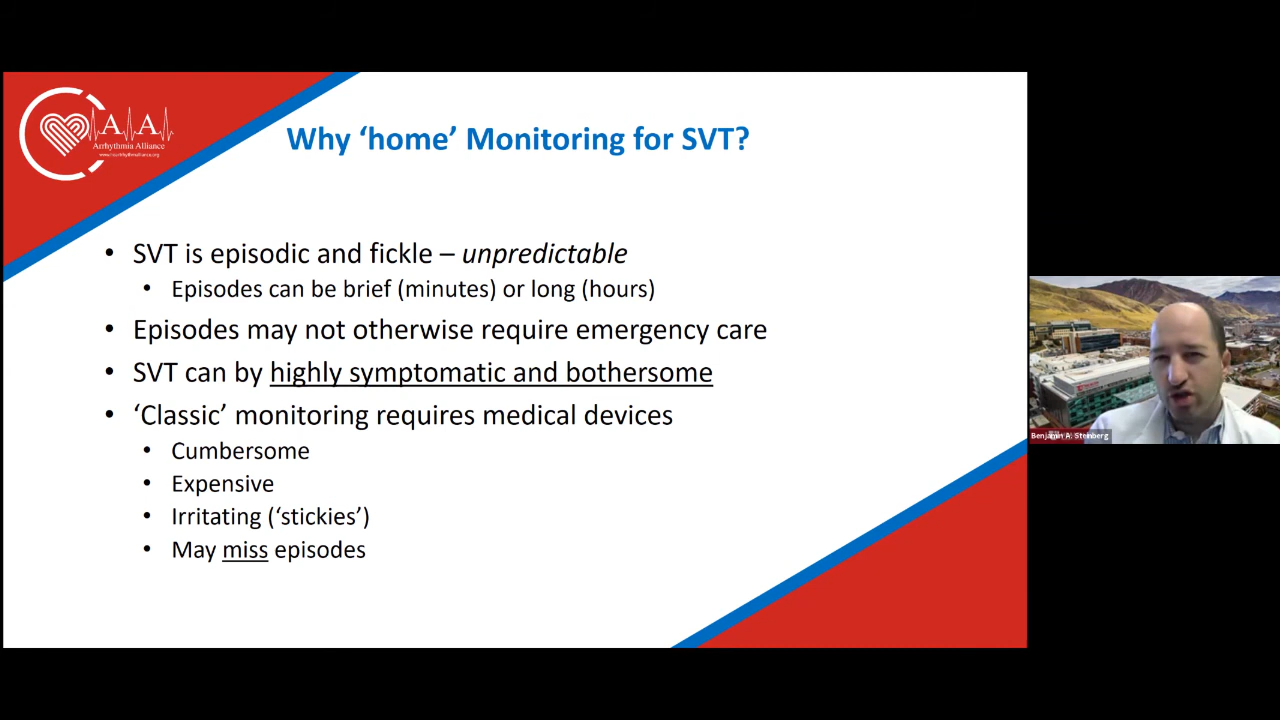 A A
Arrhythmia Alliance
Why ‘home’ Monitoring for SVT?
• SVT is episodic and fickle – unpredictable
• Episodes can be brief (minutes) or long (hours)
• Episodes may not otherwise require emergency care
• SVT can by highly symptomatic and bothersome
• ‘Classic’ monitoring requires medical devices
• Cumbersome
• Expensive
• Irritating (‘stickies’)
• May miss episodes
Benjamin A. Steinberg